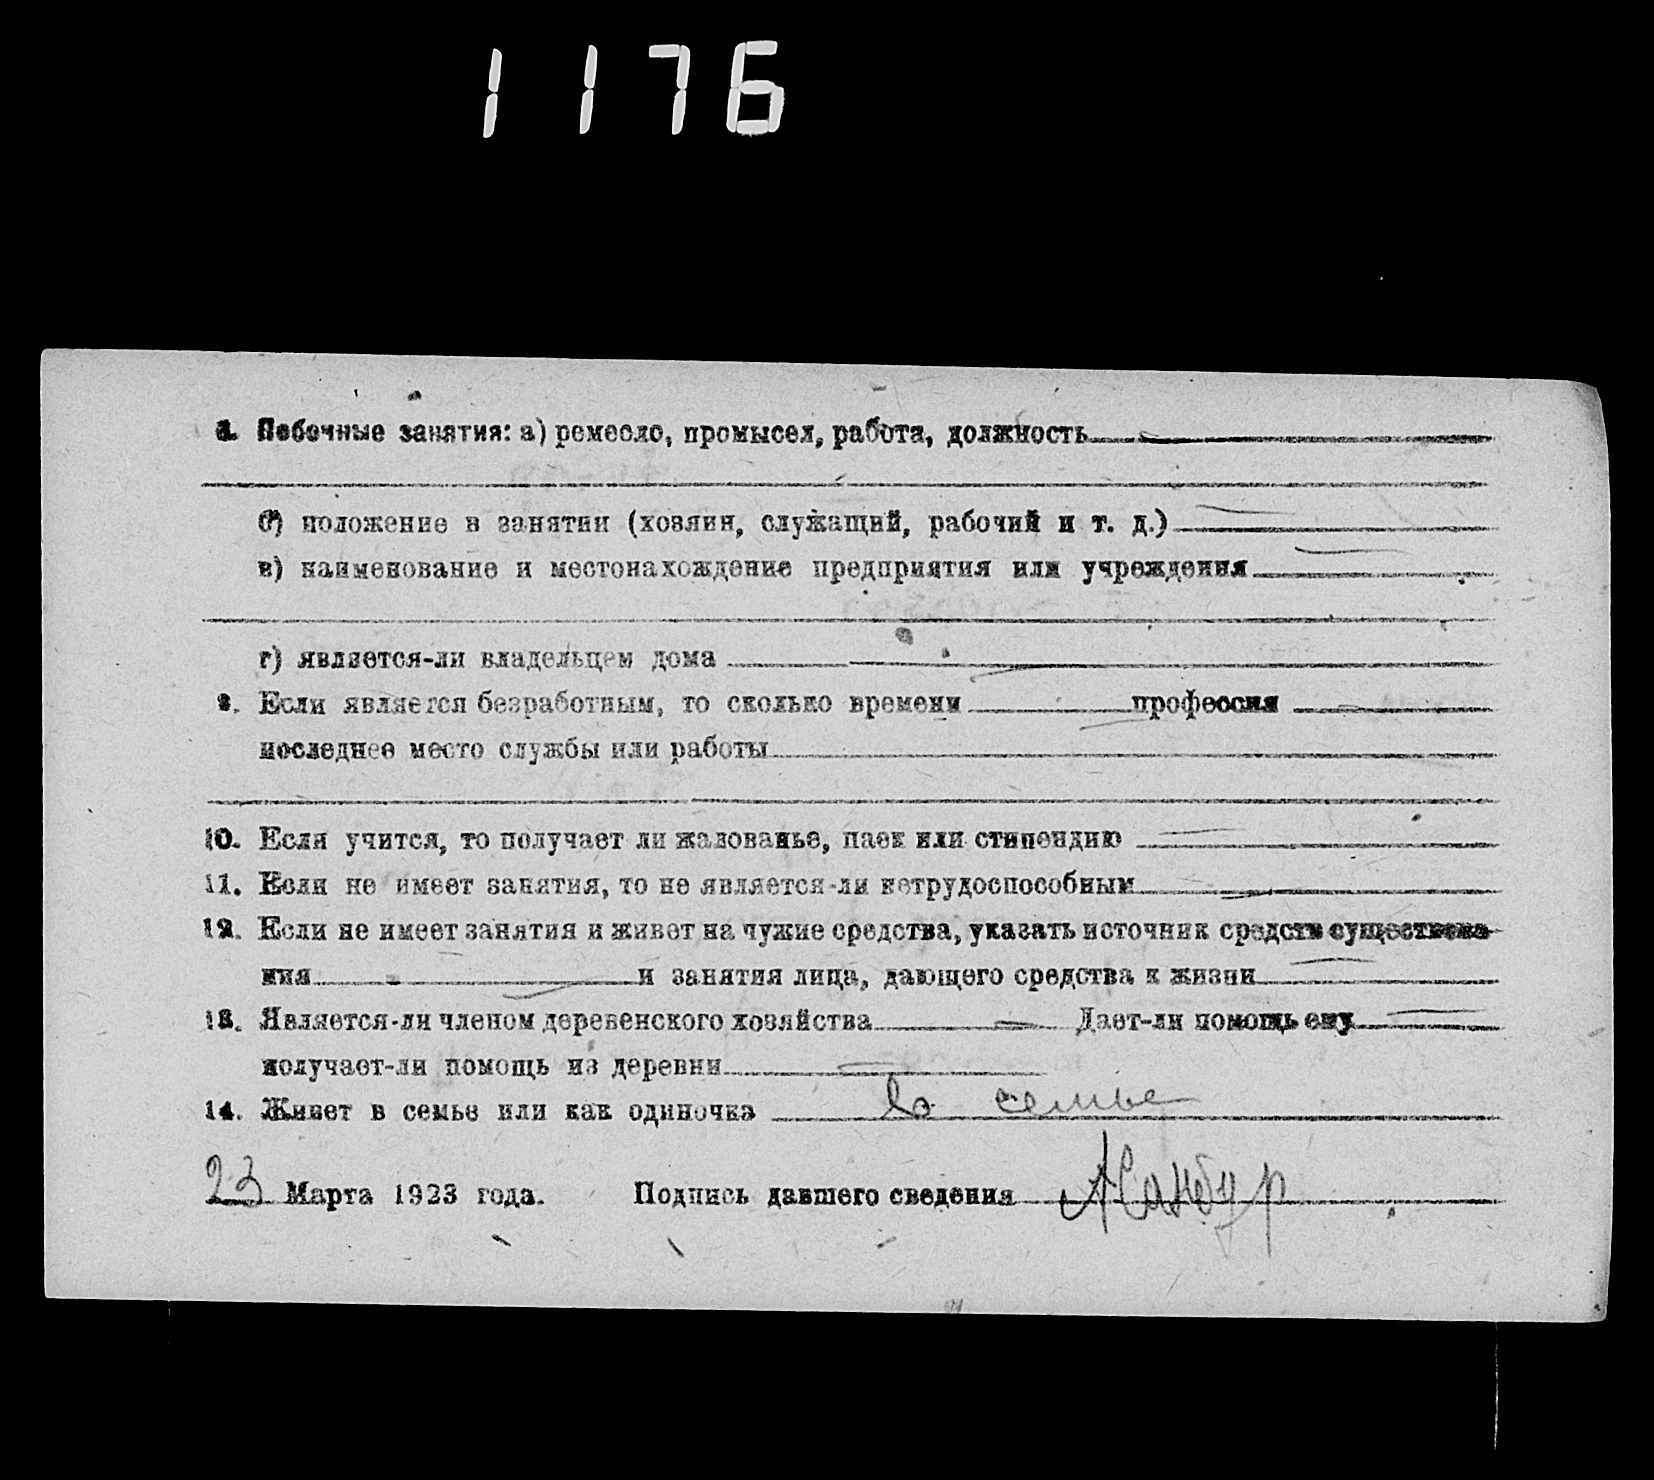 1176
8. Побочные занятия: а) ремесло, промысел, работа, должность
б) положение в занятии (хозяин, служащий, рабочий и т. д.)
в) наименование и местонахождение предприятия или учреждения
г) является-ли владельцем дома
9. Если является безработным, то сколько времени профессия
последнее место службы или работы
10. Если учится, то получает ли жалованье, паек или стипендию
11. Если не имеет занятия, то не является-ли нетрудоспособным
12. Если не имеет занятия и живет на чужие средства, указать источник средств существова-
ния и занятия лица, дающего средства к жизни
13. Является-ли членом деревенского хозяйства Дает-ли помощь ему
получает-ли помощь из деревни
14. Живет в семье или как одиночка в семье
23 Марта 1923 года. Подпись давшего сведения